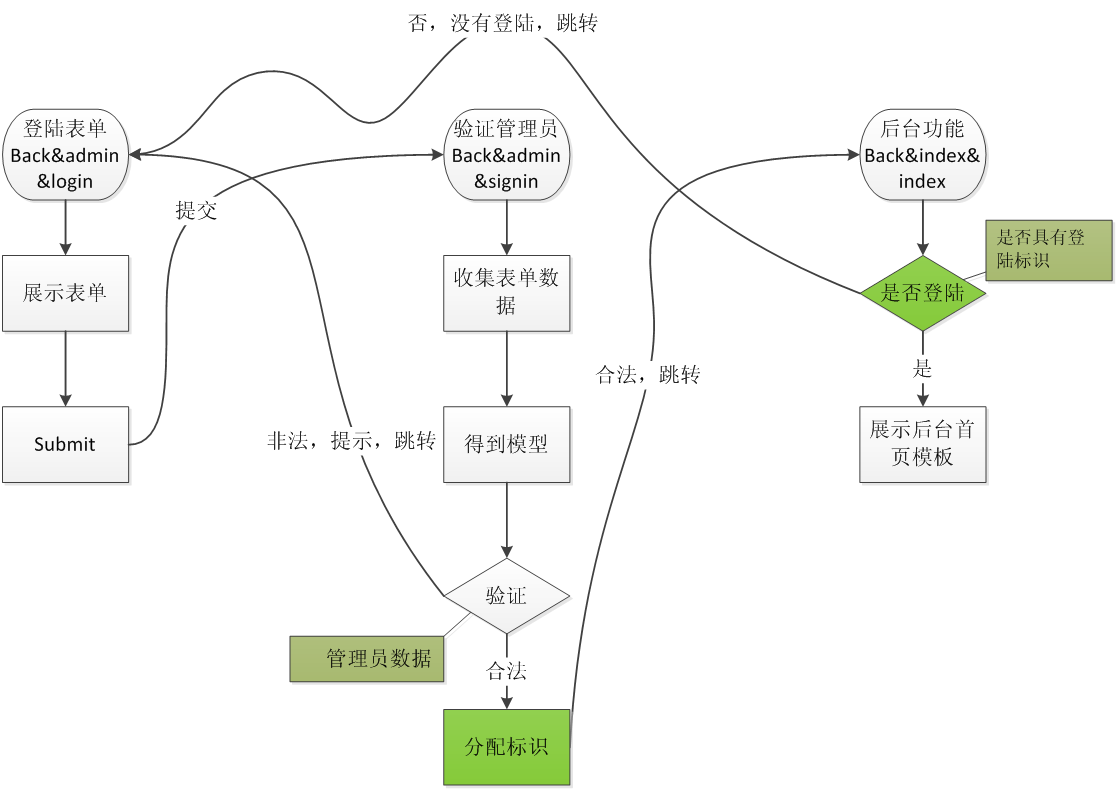 否，没有登陆，跳转
登陆表单
Back&admin
&login
验证管理员
Back&admin
&signin
后台功能
Back&index&
index
提交
是否具有登
陆标识
展示表单
收集表单数
据
是否登陆
合法，跳转
是
Submit
非法，提示，跳转
得到模型
展示后台首
页模板
验证
管理员数据
合法
分配标识